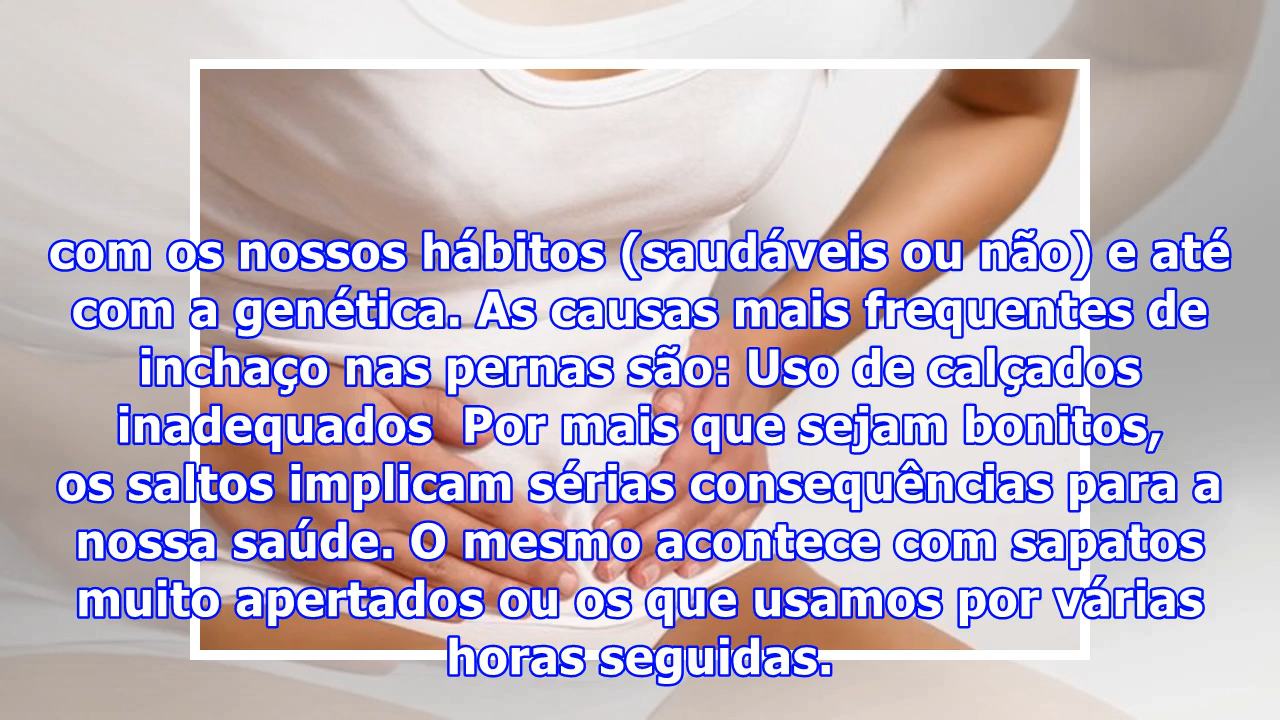 com os nossos hábitos (saudáveis ou não) e até
com a genética. As causas mais frequentes de
inchaço nas pernas são: Uso de calçados
inadequados  Por mais que sejam bonitos,
os saltos implicam sérias consequências para a
nossa saúde. O mesmo acontece com sapatos
muito apertados ou os que usamos por várias
horas seguidas.